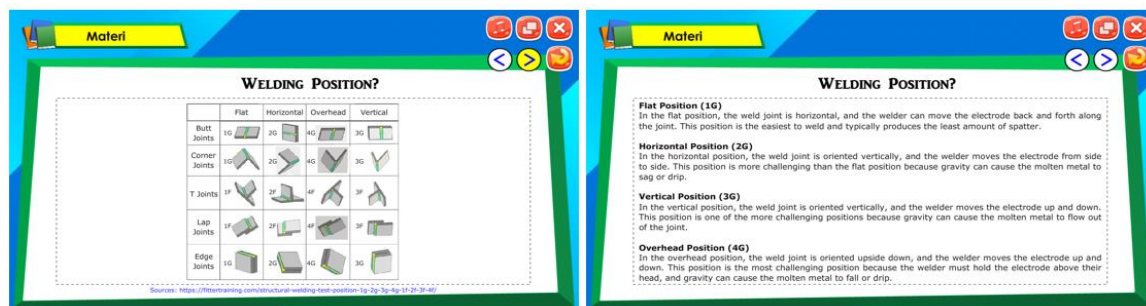 Materi
WELDING POSITION?
Flat Horizontal Overhead Vertical
Butt Joints 1G 2G 4G 3G
Corner Joints 1G 2G 4G 3G
T Joints 1F 2F 4F 3F
Lap Joints 1F 2F 4F 3F
Edge Joints 1G 2G 4G 3G
Sources: https://fittertraining.com/structural-welding-test-position-1g-2g-3g-4g-1f-2f-3f-4f/
Materi
WELDING POSITION?
Flat Position (1G)
In the flat position, the weld joint is horizontal, and the welder can move the electrode back and forth along
the joint. This position is the easiest to weld and typically produces the least amount of spatter.
Horizontal Position (2G)
In the horizontal position, the weld joint is oriented vertically, and the welder moves the electrode from side
to side. This position is more challenging than the flat position because gravity can cause the molten metal to
sag or drip.
Vertical Position (3G)
In the vertical position, the weld joint is oriented vertically, and the welder moves the electrode up and down.
This position is one of the more challenging positions because gravity can cause the molten metal to flow out
of the joint.
Overhead Position (4G)
In the overhead position, the weld joint is oriented upside down, and the welder moves the electrode up and
down. This position is the most challenging position because the welder must hold the electrode above their
head, and gravity can cause the molten metal to fall or drip.